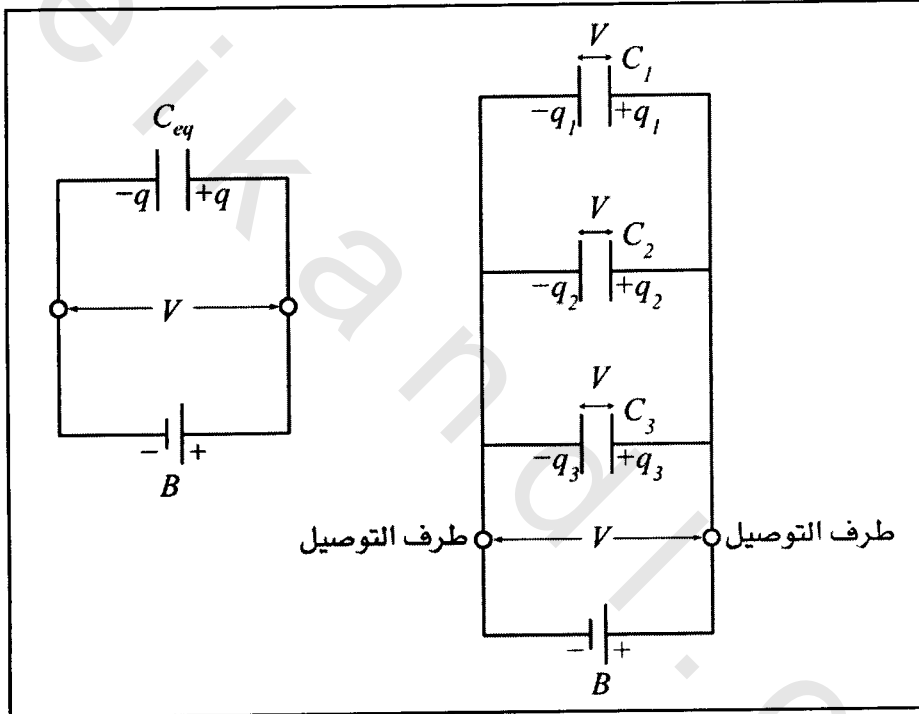 C_eq
−q +q
V
− +
B
V
C_1
−q_1 +q_1
V
C_2
−q_2 +q_2
V
C_3
−q_3 +q_3
طرف التوصيل V طرف التوصيل
− +
B
e i k a n d l .